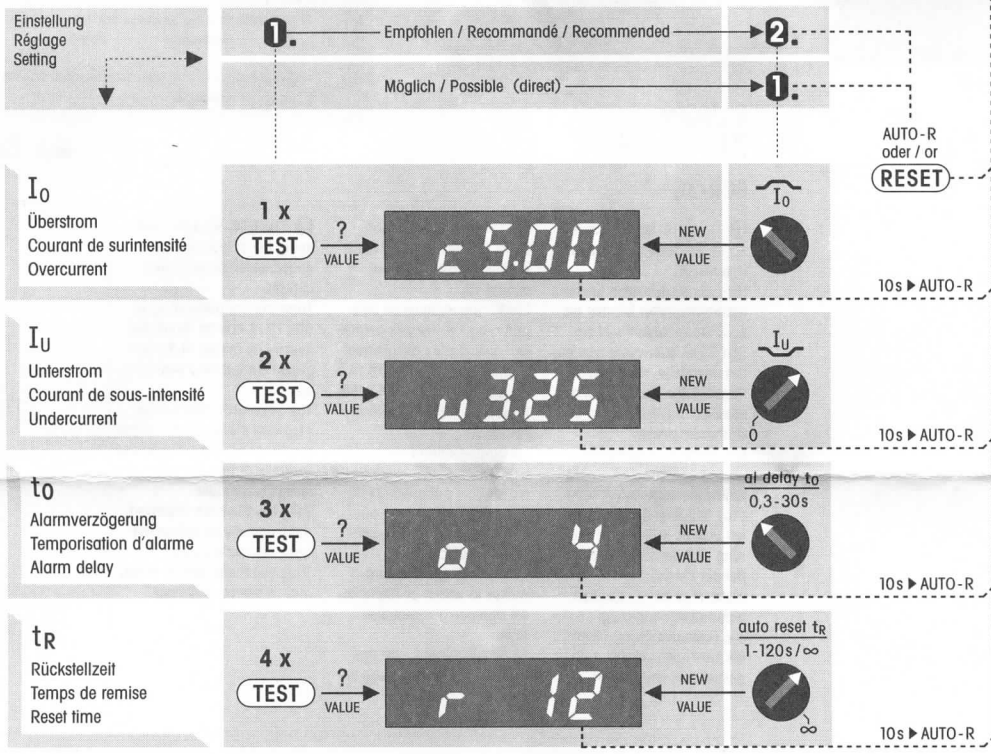 Einstellung
Réglage
Setting
1.
Empfohlen / Recommandé / Recommended
2.
Möglich / Possible (direct)
1.
AUTO-R
oder / or
RESET
I0
Überstrom
Courant de surintensité
Overcurrent
1 x
TEST
?
VALUE
c 5.00
NEW
VALUE
I0
10s ▶ AUTO-R
IU
Unterstrom
Courant de sous-intensité
Undercurrent
2 x
TEST
?
VALUE
u 3.25
NEW
VALUE
IU
0
10s ▶ AUTO-R
to
Alarmverzögerung
Temporisation d'alarme
Alarm delay
3 x
TEST
?
VALUE
o 4
NEW
VALUE
al delay to
0,3-30s
10s ▶ AUTO-R
tR
Rückstellzeit
Temps de remise
Reset time
4 x
TEST
?
VALUE
r 12
NEW
VALUE
auto reset tR
1-120s/∞
∞
10s ▶ AUTO-R